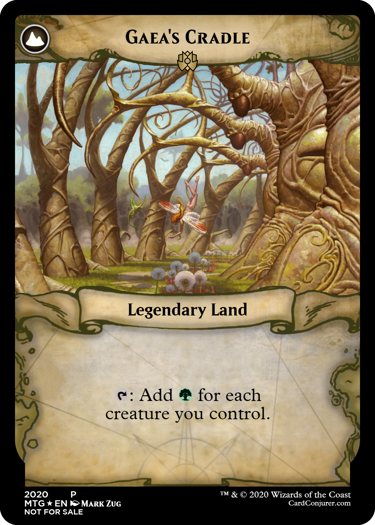 GAEA'S CRADLE
Legendary Land
: Add for each
creature you control.
2020 P
MTG ★ EN MARK ZUG
NOT FOR SALE
™ & © 2020 Wizards of the Coast
CardConjurer.com